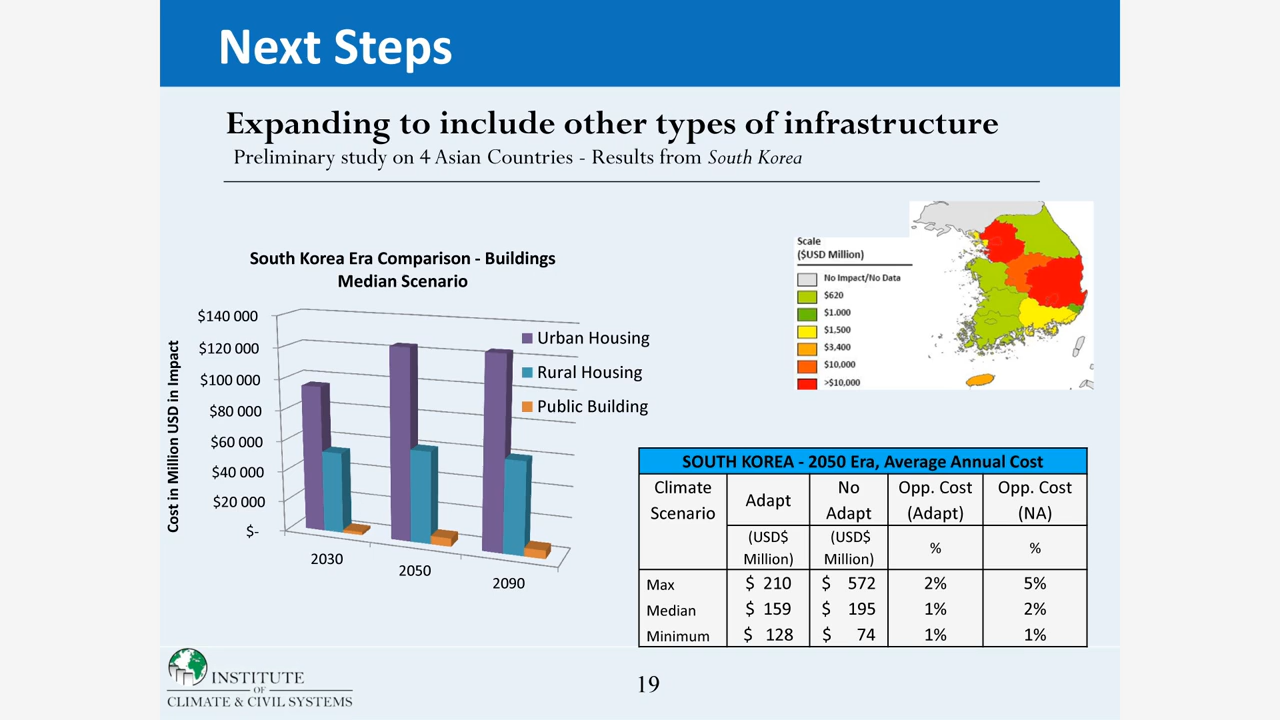 Next Steps
Expanding to include other types of infrastructure
Preliminary study on 4 Asian Countries - Results from South Korea
South Korea Era Comparison - Buildings
Median Scenario
Cost in Million USD in Impact
$140 000
$120 000
$100 000
$80 000
$60 000
$40 000
$20 000
$-
2030
2050
2090
Urban Housing
Rural Housing
Public Building
Scale
($USD Million)
No Impact/No Data
$620
$1.000
$1,500
$3,400
$10,000
>$10,000
SOUTH KOREA - 2050 Era, Average Annual Cost
Climate Scenario Adapt No Adapt Opp. Cost (Adapt) Opp. Cost (NA)
(USD$ Million) (USD$ Million) % %
Max $ 210 $ 572 2% 5%
Median $ 159 $ 195 1% 2%
Minimum $ 128 $ 74 1% 1%
INSTITUTE
OF
CLIMATE & CIVIL SYSTEMS
19